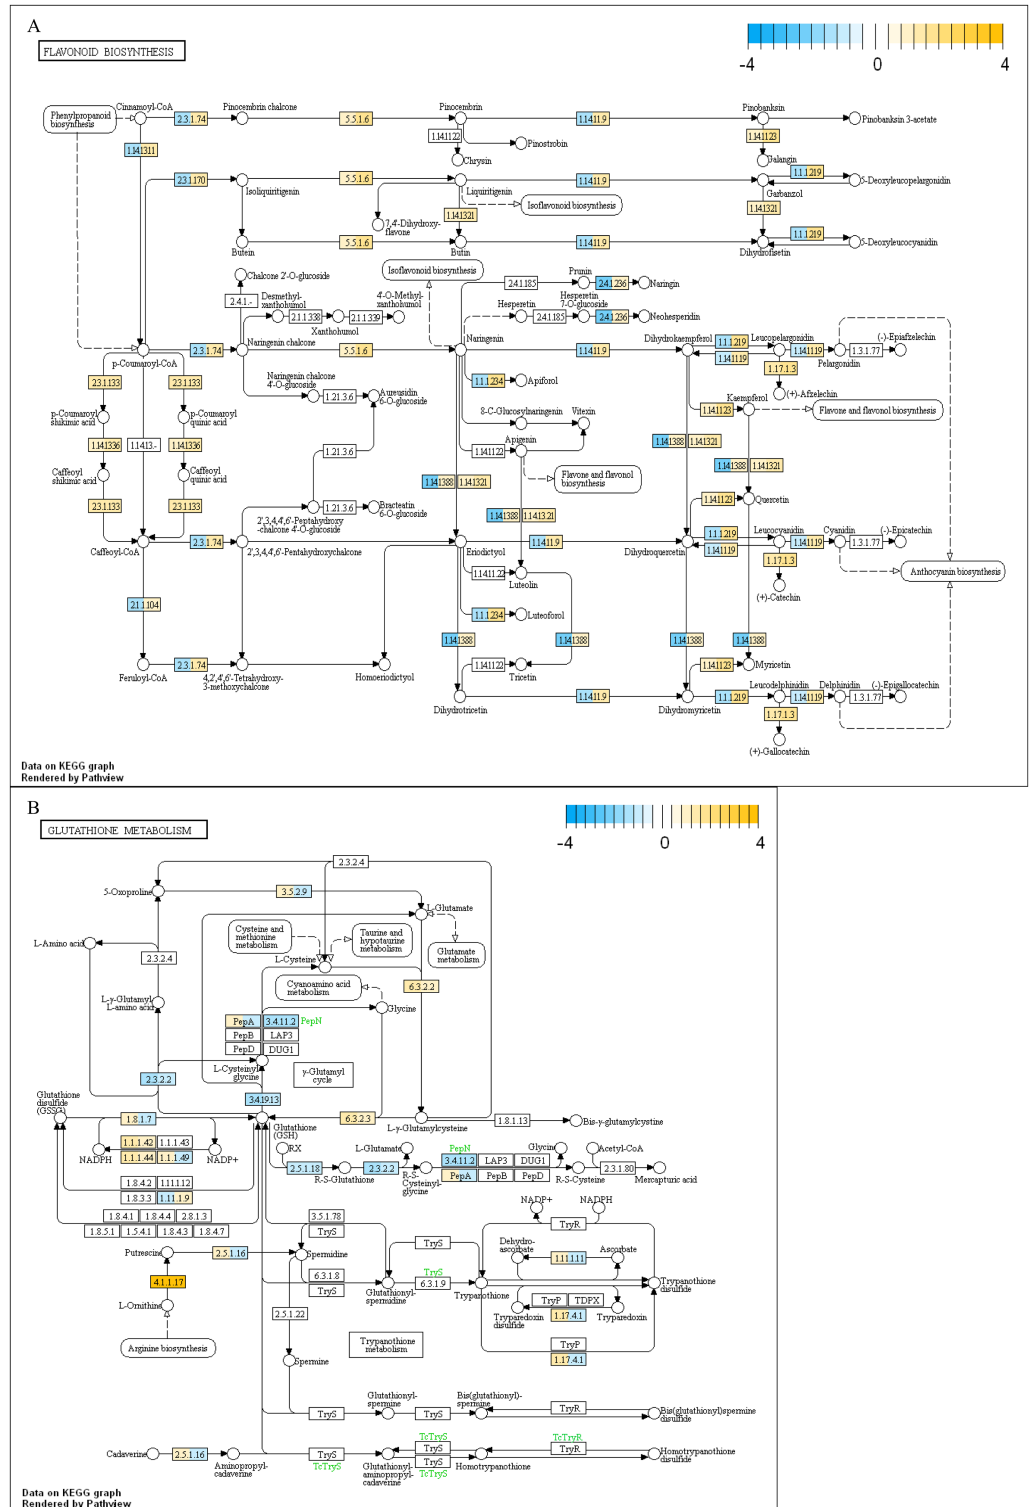 A
FLAVONOID BIOSYNTHESIS
-4
0
4
Phenylpropanoid
biosynthesis
Cinnamoyl-CoA
2.3.1.74
Pinocembrin chalcone
5.5.1.6
Pinocembrin
1.14.11.9
Pinobanksin
Pinobanksin 3-acetate
1.14.13.11
1.14.11.22
Pinostrobin
Chrysin
1.14.11.23
Galangin
2.3.1.170
Isoliquiritigenin
5.5.1.6
Liquiritigenin
1.14.11.9
Garbanzol
1.1.1.219
5-Deoxyleucopelargonidin
Isoflavonoid biosynthesis
7,4'-Dihydroxy-
flavone
1.14.13.21
1.14.13.21
Butein
5.5.1.6
Butin
1.14.11.9
Dihydrofisetin
1.1.1.219
5-Deoxyleucocyanidin
Isoflavonoid biosynthesis
Chalcone 2'-O-glucoside
2.4.1.-
Desmethyl-
xanthohumol
2.1.1.338
Xanthohumol
2.1.1.339
4'-O-Methyl-
xanthohumol
2.4.1.185
Prunin
2.4.1.236
Naringin
Hesperetin
2.4.1.185
Hesperetin
7-O-glucoside
2.4.1.236
Neohesperidin
p-Coumaroyl-CoA
2.3.1.74
Naringenin chalcone
5.5.1.6
Naringenin
1.14.11.9
Dihydrokaempferol
1.1.1.219
1.14.11.19
Leucopelargonidin
1.14.11.19
Pelargonidin
1.3.1.77
(-)-Epiafzelechin
1.17.1.3
(+)-Afzelechin
2.3.1.133
2.3.1.133
Naringenin chalcone
4'-O-glucoside
1.21.3.6
Aureusidin
6-O-glucoside
1.1.1.234
Apiforol
8-C-Glucosylnaringenin
Vitexin
Kaempferol
1.14.11.23
Flavone and flavonol biosynthesis
p-Coumaroyl
shikimic acid
p-Coumaroyl
quinic acid
1.14.13.36
1.14.13.-
1.14.13.36
1.21.3.6
1.14.11.22
Apigenin
Flavone and flavonol
biosynthesis
1.14.13.88
1.14.13.21
1.14.13.88
1.14.13.21
Caffeoyl
shikimic acid
Caffeoyl
quinic acid
1.14.13.88
1.14.13.21
2.3.1.133
2.3.1.133
1.21.3.6
Bracteatin
6-O-glucoside
1.14.13.88
1.14.13.21
1.14.11.23
Quercetin
2',3,4,4',6'-Peptahydroxy
-chalcone 4'-O-glucoside
Caffeoyl-CoA
2.3.1.74
2',3,4,4',6'-Pentahydroxychalcone
Eriodictyol
1.14.11.9
Dihydroquercetin
1.1.1.219
1.14.11.19
Leucocyanidin
1.14.11.19
Cyanidin
1.3.1.77
(-)-Epicatechin
1.17.1.3
(+)-Catechin
Anthocyanin biosynthesis
1.14.11.22
Luteolin
2.1.1.104
1.1.1.234
Luteoforol
1.14.13.88
1.14.13.88
1.14.13.88
1.14.13.88
Feruloyl-CoA
2.3.1.74
4,2',4',6'-Tetrahydroxy-
3-methoxychalcone
Homoeriodictyol
1.14.11.22
Tricetin
1.14.11.23
Myricetin
Dihydrotricetin
1.14.11.9
Dihydromyricetin
1.1.1.219
Leucodelphinidin
1.14.11.19
Delphinidin
1.3.1.77
(-)-Epigallocatechin
1.17.1.3
(+)-Gallocatechin
Data on KEGG graph
Rendered by Pathview
B
GLUTATHIONE METABOLISM
-4
0
4
2.3.2.4
5-Oxoproline
3.5.2.9
L-Glutamate
Cysteine and
methionine
metabolism
Taurine and
hypotaurine
metabolism
Glutamate
metabolism
L-Amino acid
2.3.2.4
L-Cysteine
Cyanoamino acid
metabolism
6.3.2.2
L-γ-Glutamyl
L-amino acid
Glycine
PepA
3.4.11.2
PepN
PepB
LAP3
PepD
DUG1
L-Cysteinyl
glycine
γ-Glutamyl
cycle
2.3.2.2
3.4.19.13
Glutathione
disulfide
(GSSG)
1.8.1.7
Glutathione
(GSH)
6.3.2.3
L-γ-Glutamylcysteine
1.8.1.13
Bis-γ-glutamylcystine
NADPH
1.1.1.42
1.1.1.43
1.1.1.44
1.1.1.49
NADP+
RX
2.5.1.18
R-S-Glutathione
L-Glutamate
2.3.2.2
R-S-
Cysteinyl-
glycine
PepN
3.4.11.2
LAP3
DUG1
PepA
PepB
PepD
Glycine
R-S-Cysteine
Acetyl-CoA
2.3.1.80
Mercapturic acid
1.8.4.2
1.11.1.12
1.8.3.3
1.11.1.9
1.8.4.1
1.8.4.4
2.8.1.3
1.8.5.1
1.5.4.1
1.8.4.3
1.8.4.7
3.5.1.78
TryS
NADP+
NADPH
TryR
Putrescine
2.5.1.16
Spermidine
TryS
Dehydro-
ascorbate
1.11.1.11
Ascorbate
4.1.1.17
6.3.1.8
TryS
Glutathionyl-
spermidine
TryS
6.3.1.9
Trypanothione
Trypanothione
disulfide
L-Ornithine
2.5.1.22
TryP
TDPX
1.17.4.1
Tryparedoxin
disulfide
Tryparedoxin
Arginine biosynthesis
Trypanothione
metabolism
TryP
1.17.4.1
Spermine
TryS
Glutathionyl-
spermine
TryS
Bis(glutathionyl)-
spermine
TryR
Bis(glutathionyl)spermine
disulfide
Cadaverine
2.5.1.16
Aminopropyl-
cadaverine
TryS
TcTryS
Glutathionyl-
aminopropyl-
cadaverine
TcTryS
TryS
TryS
TcTryS
Homotrypanothione
TcTryR
TryR
Homotrypanothione
disulfide
Data on KEGG graph
Rendered by Pathview